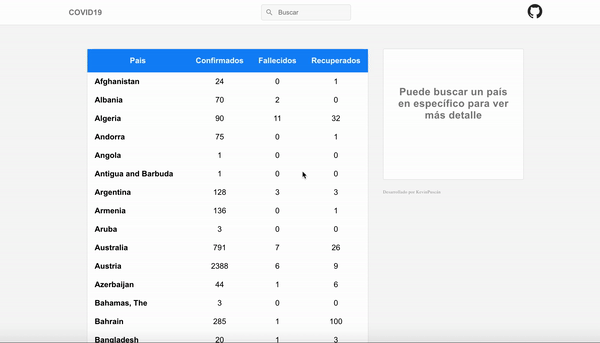 COVID19
Buscar
País Confirmados Fallecidos Recuperados
Afghanistan 24 0 1
Albania 70 2 0
Algeria 90 11 32
Andorra 75 0 1
Angola 1 0 0
Antigua and Barbuda 1 0 0
Argentina 128 3 3
Armenia 136 0 1
Aruba 3 0 0
Australia 791 7 26
Austria 2388 6 9
Azerbaijan 44 1 6
Bahamas, The 3 0 0
Bahrain 285 1 100
Bangladesh 20 1 3
Puede buscar un país
en específico para ver
más detalle
Desarrollado por